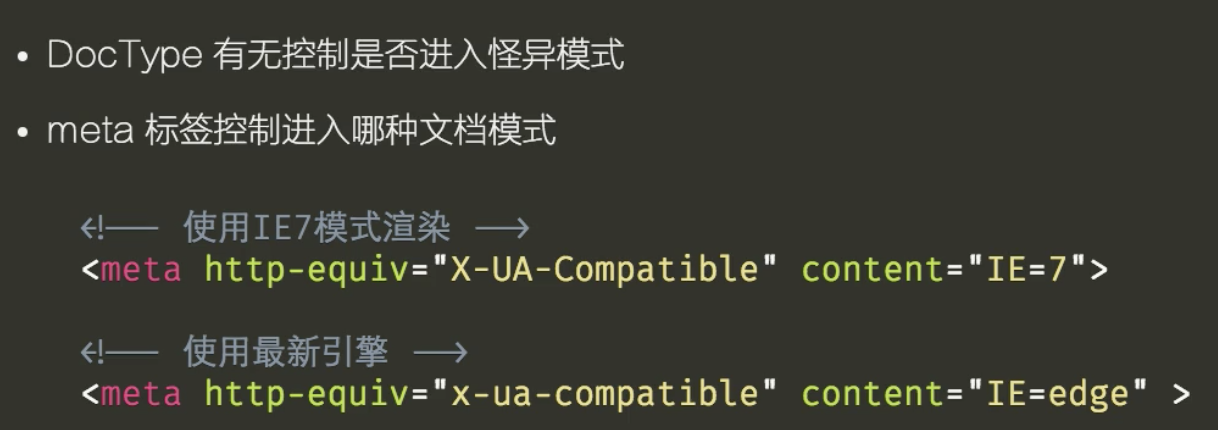 • DocType 有无控制是否进入怪异模式
• meta 标签控制进入哪种文档模式
<!-- 使用IE7模式渲染 -->
<meta http-equiv="X-UA-Compatible" content="IE=7">
<!-- 使用最新引擎 -->
<meta http-equiv="x-ua-compatible" content="IE=edge" >